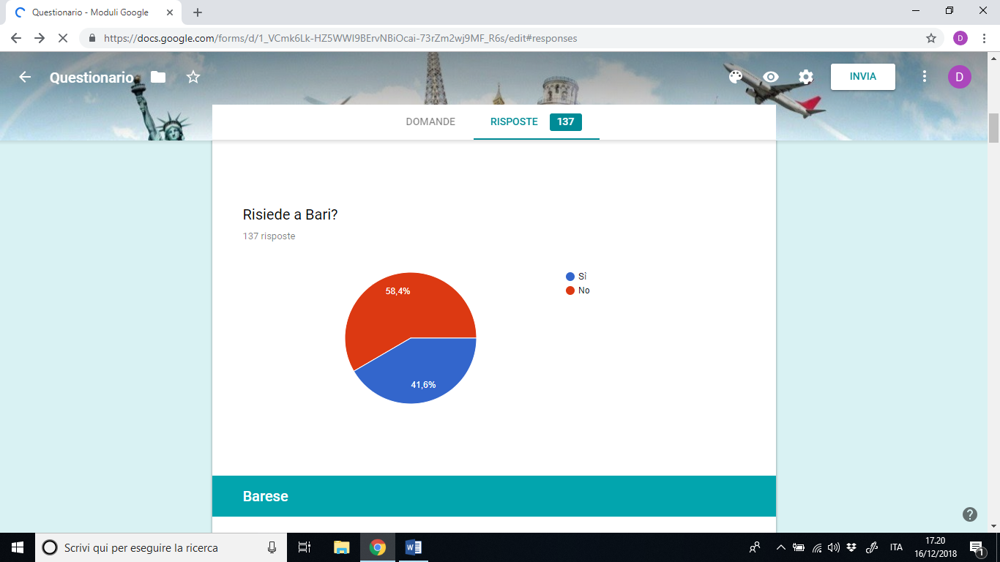 Questionario - Moduli Google
https://docs.google.com/forms/d/1_VCmk6Lk-HZ5WWI9BErvNBiOcai-73rZm2wj9MF_R6s/edit#responses
D
Questionario
INVIA
D
DOMANDE RISPOSTE 137
Risiede a Bari?
137 risposte
Sì
No
58,4%
41,6%
Barese
Scrivi qui per eseguire la ricerca
ITA
17.20
16/12/2018
1